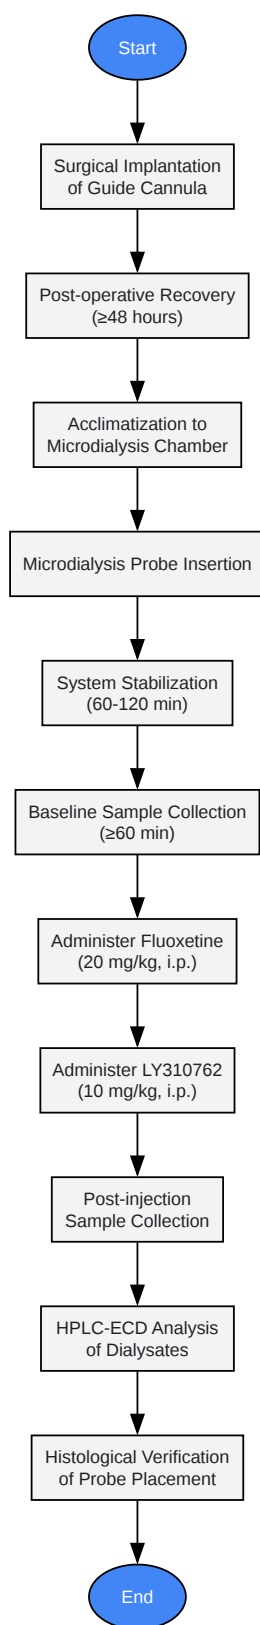 Start
Surgical Implantation
of Guide Cannula
Post-operative Recovery
(≥48 hours)
Acclimatization to
Microdialysis Chamber
Microdialysis Probe Insertion
System Stabilization
(60-120 min)
Baseline Sample Collection
(≥60 min)
Administer Fluoxetine
(20 mg/kg, i.p.)
Administer LY310762
(10 mg/kg, i.p.)
Post-injection
Sample Collection
HPLC-ECD Analysis
of Dialysates
Histological Verification
of Probe Placement
End